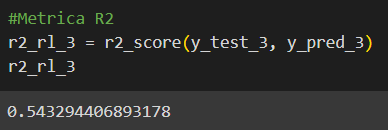 #Metrica R2
r2_rl_3 = r2_score(y_test_3, y_pred_3)
r2_rl_3
0.543294406893178